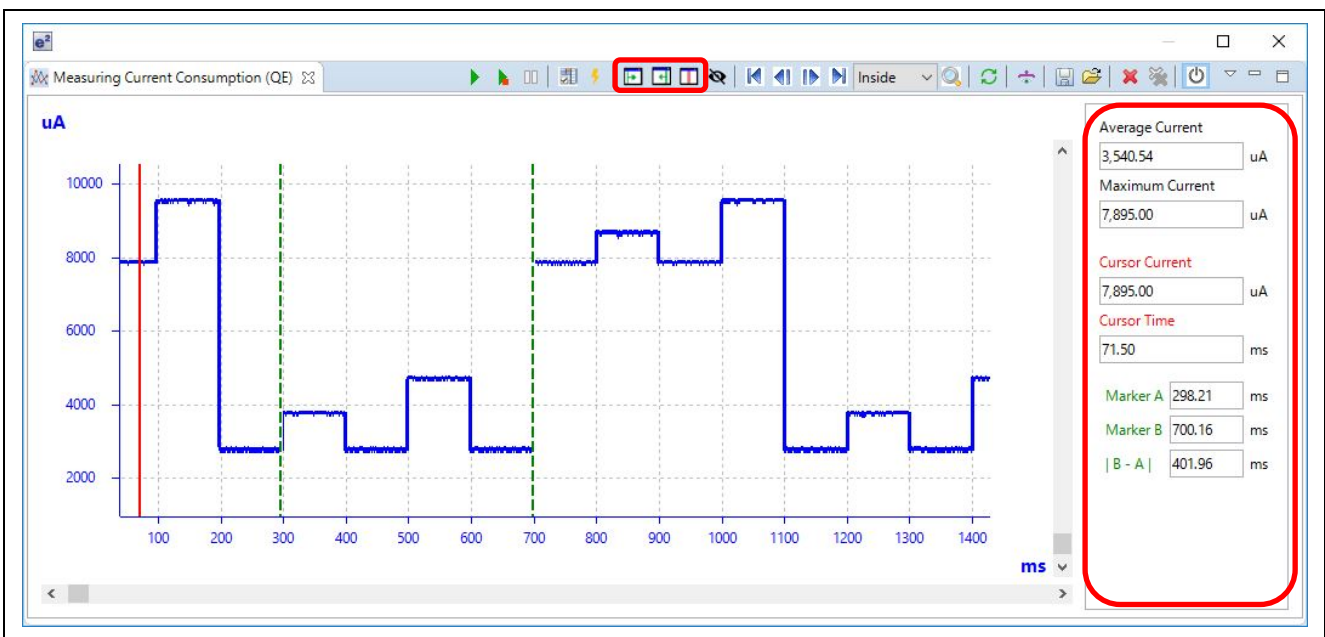 e²
Measuring Current Consumption (QE)
Inside
uA
10000
8000
6000
4000
2000
100 200 300 400 500 600 700 800 900 1000 1100 1200 1300 1400
ms
Average Current
3,540.54 uA
Maximum Current
7,895.00 uA
Cursor Current
7,895.00 uA
Cursor Time
71.50 ms
Marker A 298.21 ms
Marker B 700.16 ms
| B - A | 401.96 ms